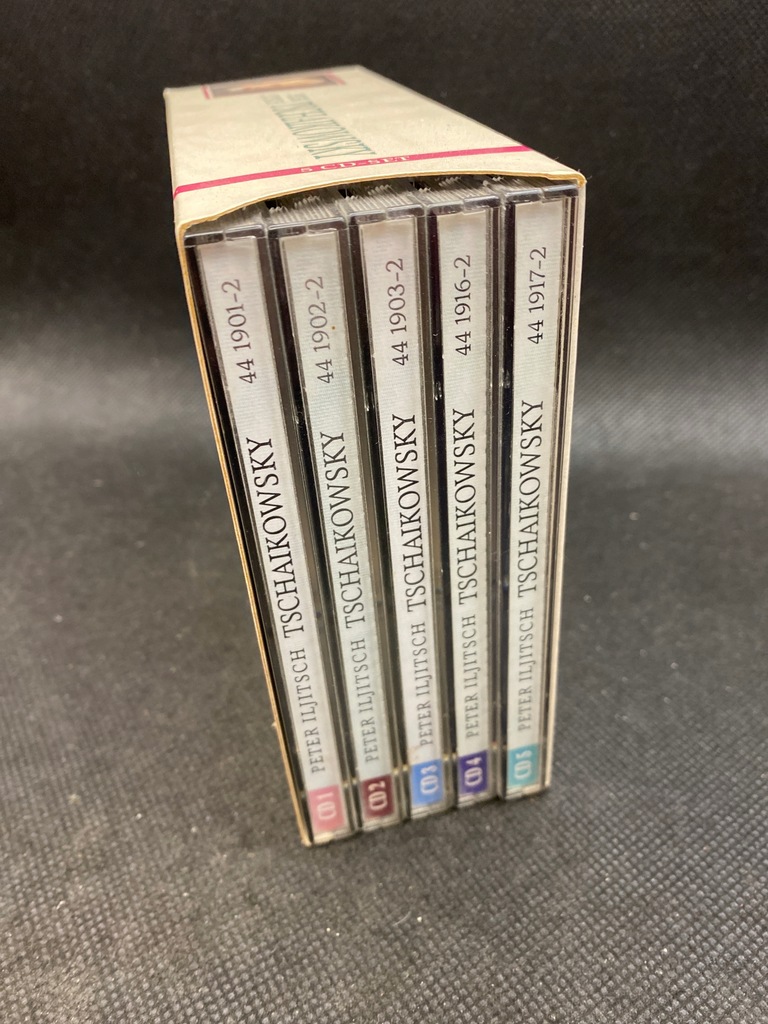 TSCHAIKOWSKY
5 CD-SET
CD 1 PETER ILJITSCH TSCHAIKOWSKY 44 1901-2
CD 2 PETER ILJITSCH TSCHAIKOWSKY 44 1902-2
CD 3 PETER ILJITSCH TSCHAIKOWSKY 44 1903-2
CD 4 PETER ILJITSCH TSCHAIKOWSKY 44 1916-2
CD 5 PETER ILJITSCH TSCHAIKOWSKY 44 1917-2